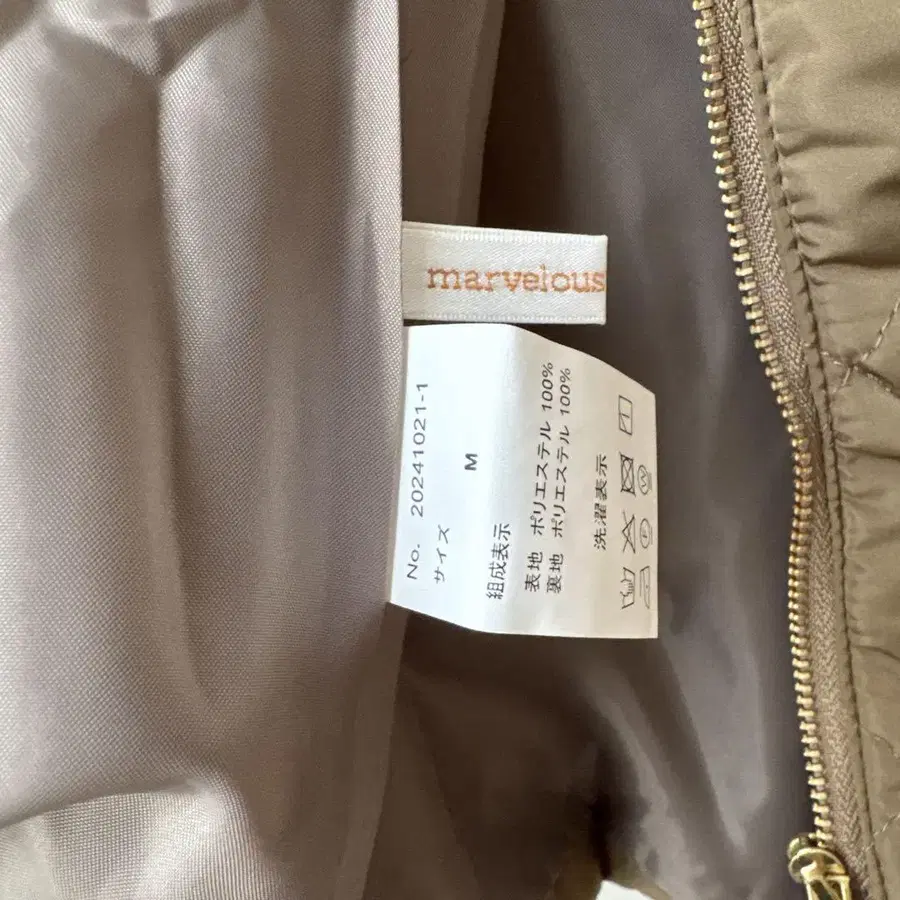 marvelous
No. 20241021-1
サイズ
M
組成表示
表地 ポリエステル 100%
裏地 ポリエステル 100%
洗濯表示